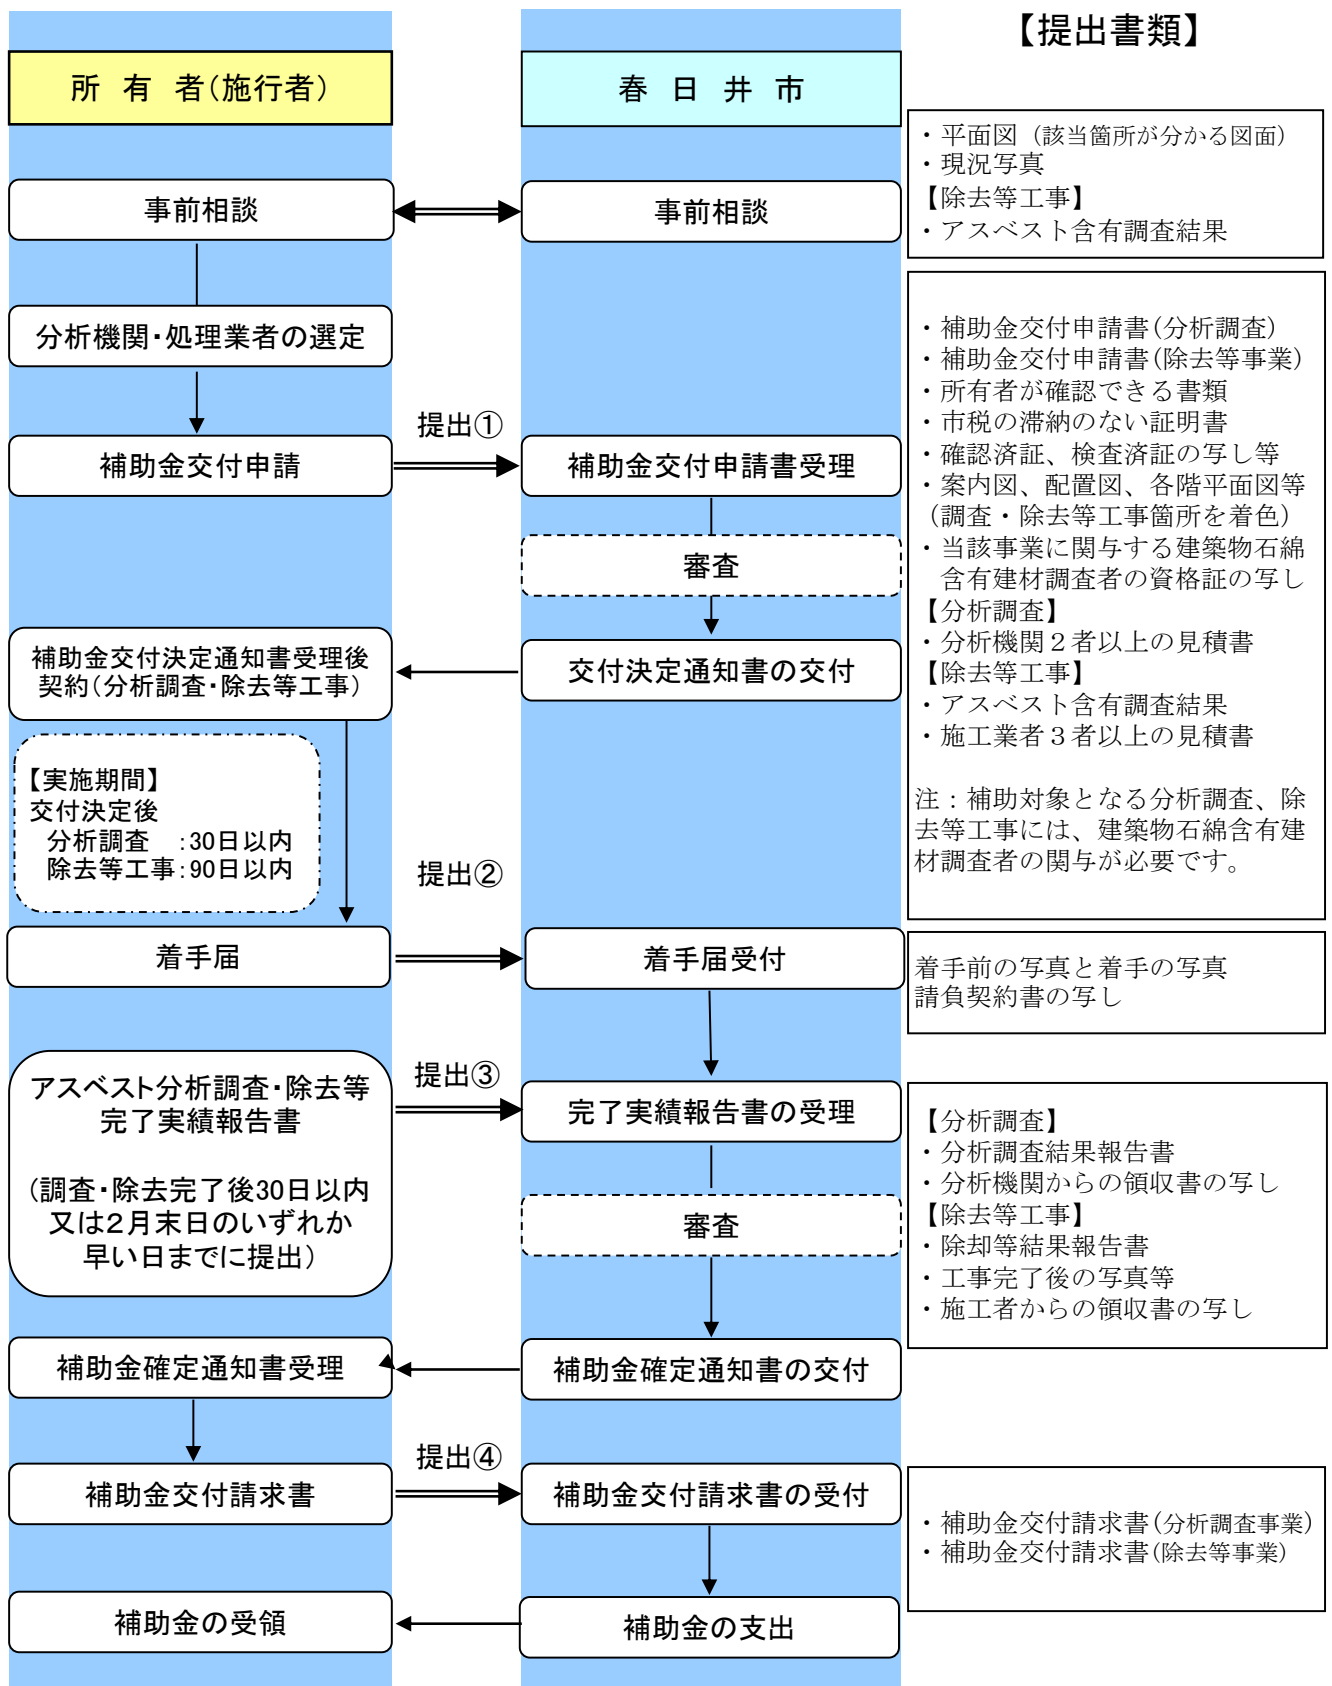 【提出書類】
所 有 者(施行者)
春 日 井 市
・平面図（該当箇所が分かる図面）
・現況写真
【除去等工事】
・アスベスト含有調査結果
事前相談
事前相談
分析機関・処理業者の選定
・補助金交付申請書(分析調査)
・補助金交付申請書(除去等事業)
・所有者が確認できる書類
・市税の滞納のない証明書
・確認済証、検査済証の写し等
・案内図、配置図、各階平面図等
（調査・除去等工事箇所を着色）
・当該事業に関与する建築物石綿
含有建材調査者の資格証の写し
【分析調査】
・分析機関２者以上の見積書
【除去等工事】
・アスベスト含有調査結果
・施工業者３者以上の見積書
注：補助対象となる分析調査、除
去等工事には、建築物石綿含有建
材調査者の関与が必要です。
提出①
補助金交付申請
補助金交付申請書受理
審査
補助金交付決定通知書受理後
契約(分析調査・除去等工事)
交付決定通知書の交付
【実施期間】
交付決定後
分析調査　:30日以内
除去等工事:90日以内
提出②
着手届
着手届受付
着手前の写真と着手の写真
請負契約書の写し
提出③
アスベスト分析調査・除去等
完了実績報告書
(調査・除去完了後30日以内
又は２月末日のいずれか
早い日までに提出)
完了実績報告書の受理
審査
【分析調査】
・分析調査結果報告書
・分析機関からの領収書の写し
【除去等工事】
・除却等結果報告書
・工事完了後の写真等
・施工者からの領収書の写し
補助金確定通知書受理
補助金確定通知書の交付
提出④
補助金交付請求書
補助金交付請求書の受付
・補助金交付請求書(分析調査事業)
・補助金交付請求書(除去等事業)
補助金の受領
補助金の支出